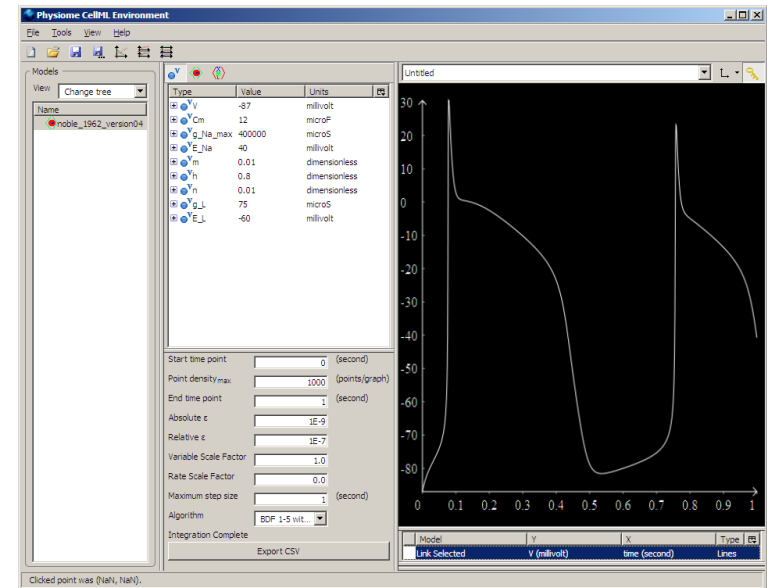 Physiome CellML Environment
File Tools View Help
Models
View Change tree
Name
noble_1962_version04
Type Value Units
V -87 millivolt
Cm 12 microF
g_Na_max 400000 microS
E_Na 40 millivolt
m 0.01 dimensionless
h 0.8 dimensionless
n 0.01 dimensionless
g_L 75 microS
E_L -60 millivolt
Start time point 0 (second)
Point density max 1000 (points/graph)
End time point 1 (second)
Absolute ε 1E-9
Relative ε 1E-7
Variable Scale Factor 1.0
Rate Scale Factor 0.0
Maximum step size 1 (second)
Algorithm BDF 1-5 wit...
Integration Complete
Export CSV
Untitled
30
20
10
0
-10
-20
-30
-40
-50
-60
-70
-80
0 0.1 0.2 0.3 0.4 0.5 0.6 0.7 0.8 0.9 1
Model Y X Type
Link Selected V (millivolt) time (second) Lines
Clicked point was (NaN, NaN).